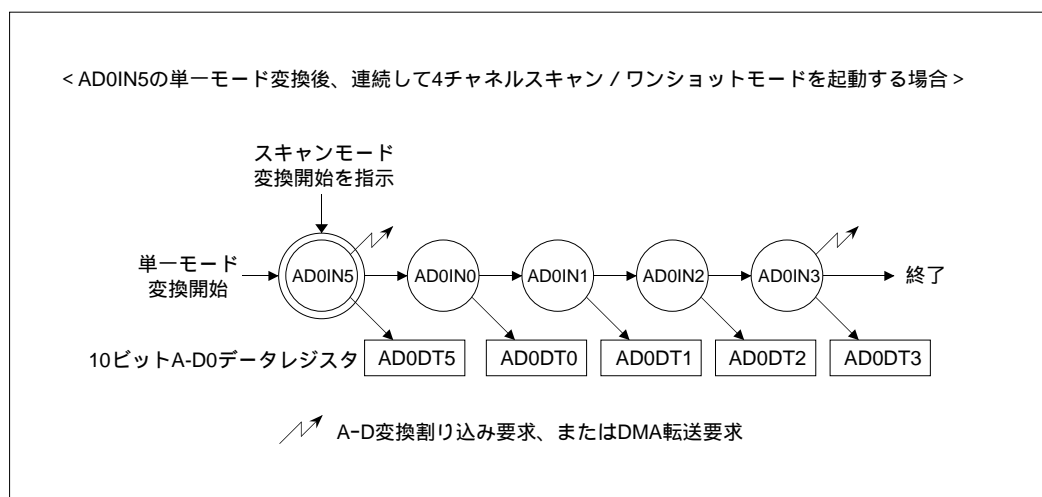 < AD0IN5の単一モード変換後、連続して4チャネルスキャン / ワンショットモードを起動する場合 >
スキャンモード
変換開始を指示
単一モード
変換開始
AD0IN5
AD0IN0
AD0IN1
AD0IN2
AD0IN3
終了
10ビットA-D0データレジスタ
AD0DT5
AD0DT0
AD0DT1
AD0DT2
AD0DT3
A-D変換割り込み要求、またはDMA転送要求